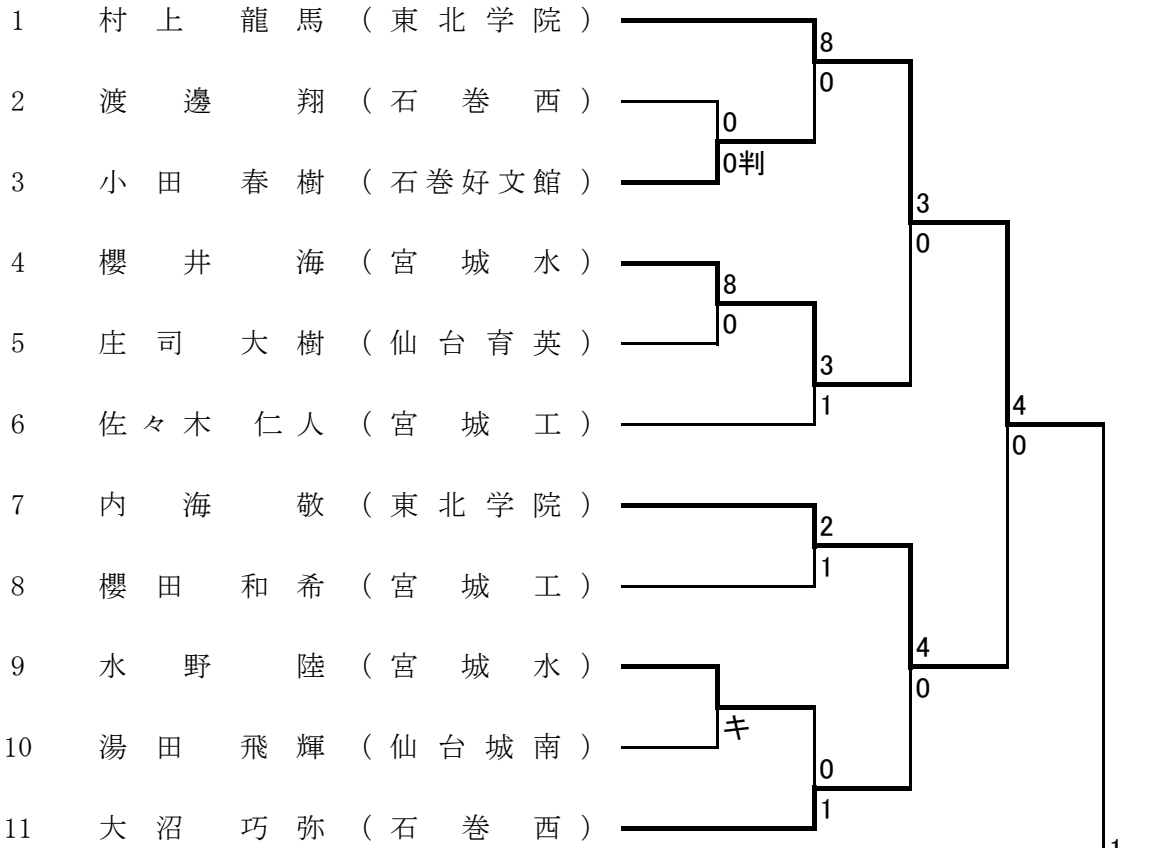 1 村上 龍馬 (東北学院)
8
0
2 渡邊 翔 (石巻西)
0
0判
3 小田 春樹 (石巻好文館)
3
0
4 櫻井 海 (宮城水)
8
0
5 庄司 大樹 (仙台育英)
3
1
6 佐々木 仁人 (宮城工)
4
0
7 内海 敬 (東北学院)
2
1
8 櫻田 和希 (宮城工)
4
0
9 水野 陸 (宮城水)
キ
10 湯田 飛輝 (仙台城南)
0
1
11 大沼 巧弥 (石巻西)
1